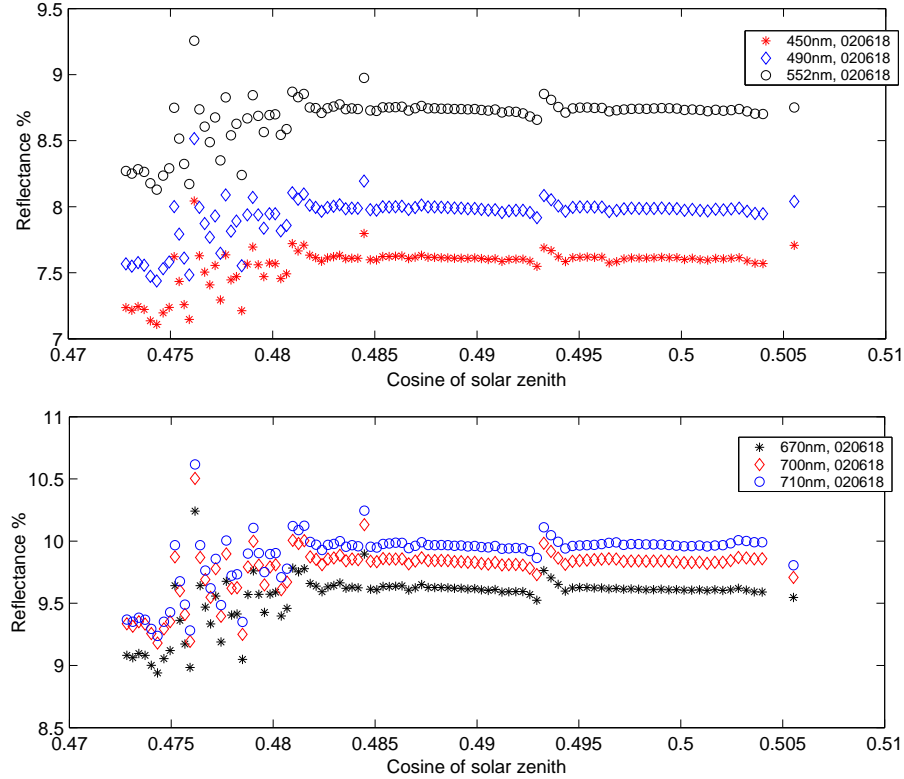 9.5
9
8.5
8
7.5
7
Reflectance %
450nm, 020618
490nm, 020618
552nm, 020618
0.47 0.475 0.48 0.485 0.49 0.495 0.5 0.505 0.51
Cosine of solar zenith
11
10.5
10
9.5
9
8.5
Reflectance %
670nm, 020618
700nm, 020618
710nm, 020618
0.47 0.475 0.48 0.485 0.49 0.495 0.5 0.505 0.51
Cosine of solar zenith